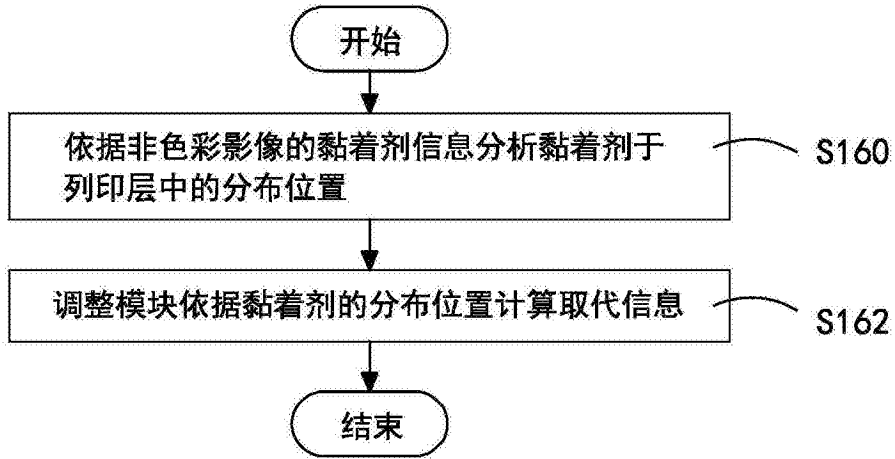 开始
依据非色彩影像的黏着剂信息分析黏着剂于
列印层中的分布位置
S160
调整模块依据黏着剂的分布位置计算取代信息
S162
结束